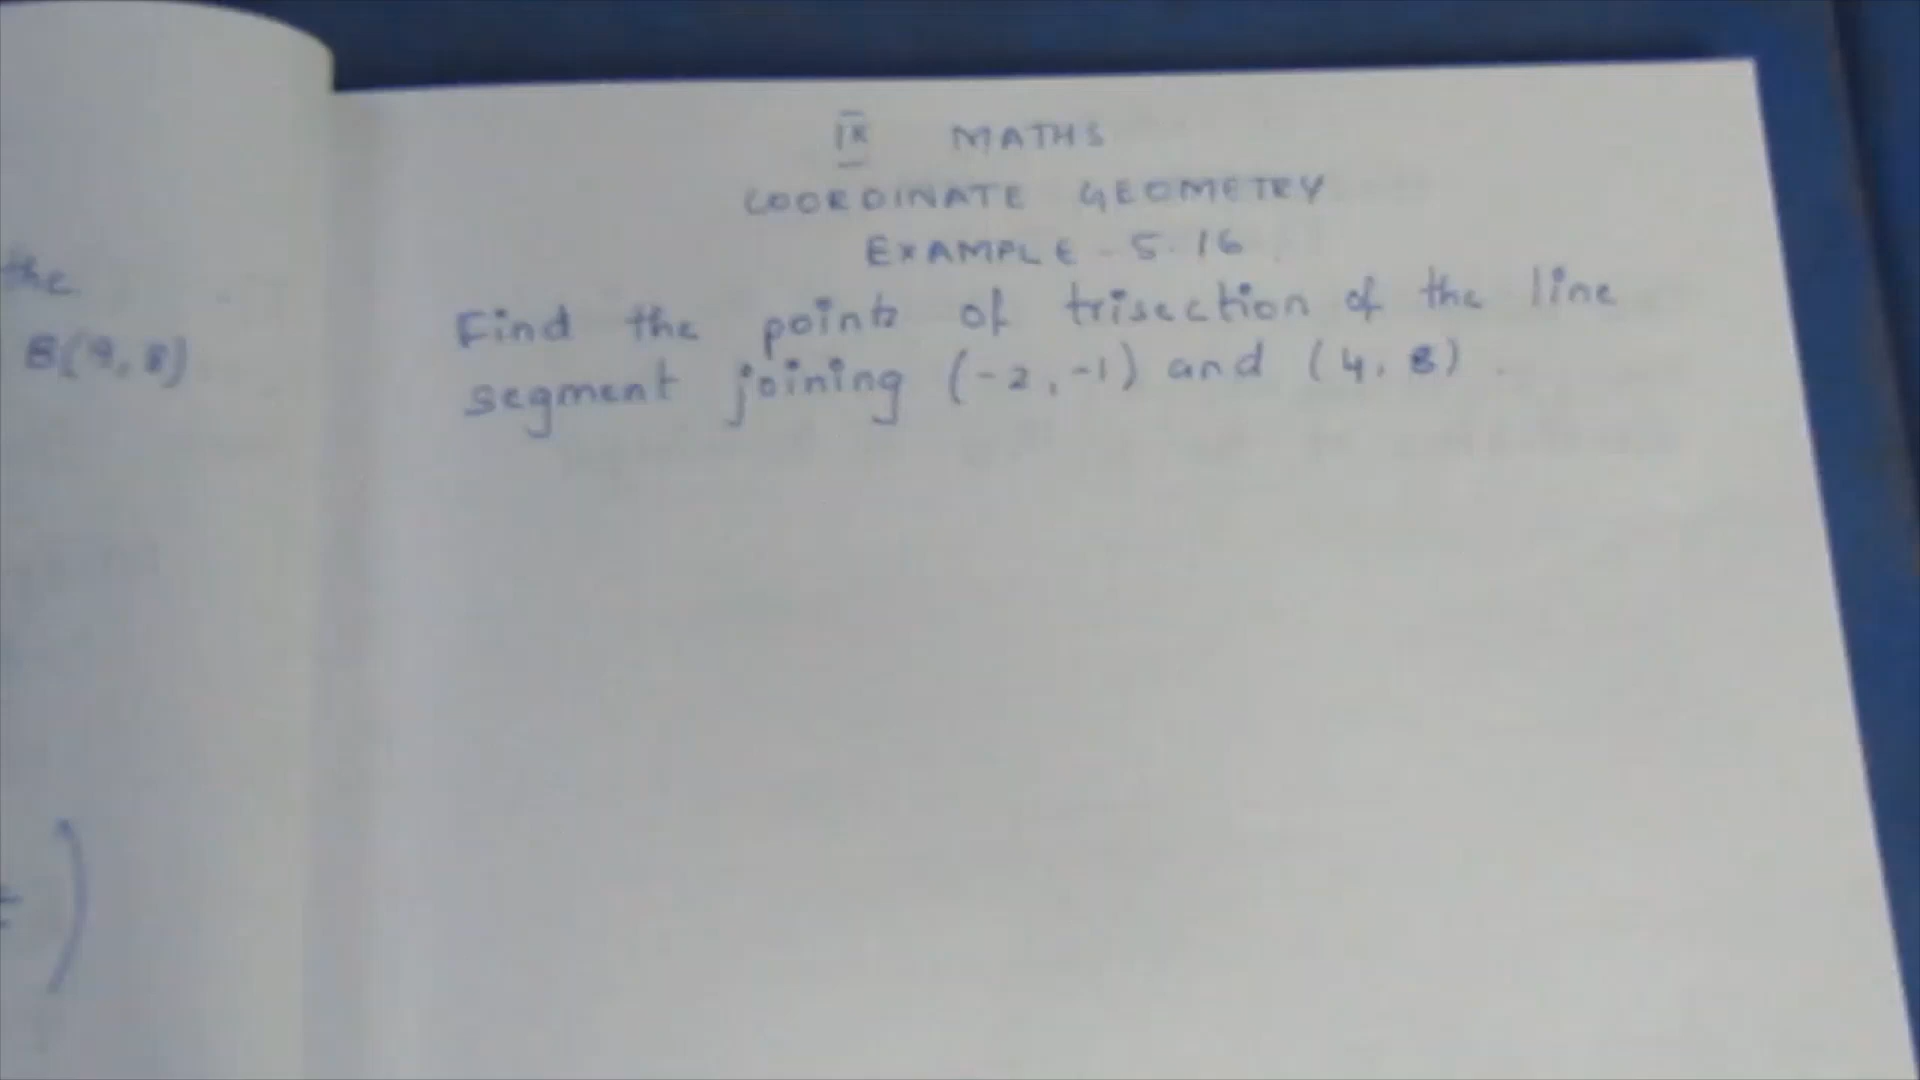 the
B(9,8)
IX MATHS
COORDINATE GEOMETRY
EXAMPLE - 5.16
Find the points of trisection of the line
segment joining (-2,-1) and (4, 8).
)